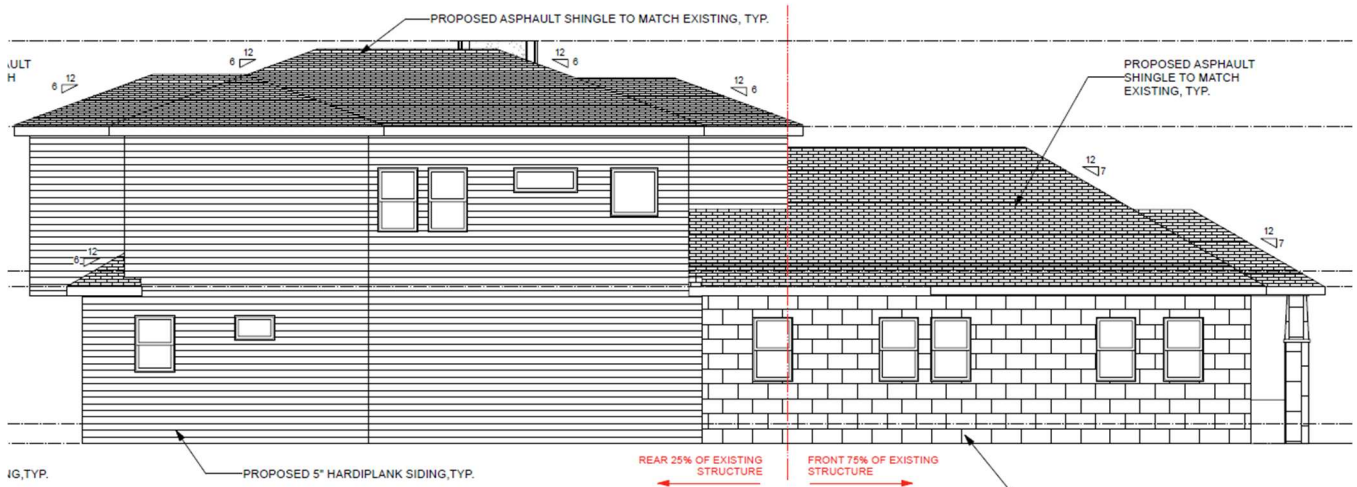 PROPOSED ASPHAULT SHINGLE TO MATCH EXISTING, TYP.
AULT
H
12
6
12
6
12
6
12
6
PROPOSED ASPHAULT
SHINGLE TO MATCH
EXISTING, TYP.
12
7
12
7
12
6
REAR 25% OF EXISTING
STRUCTURE
FRONT 75% OF EXISTING
STRUCTURE
NG,TYP.
PROPOSED 5" HARDIPLANK SIDING,TYP.